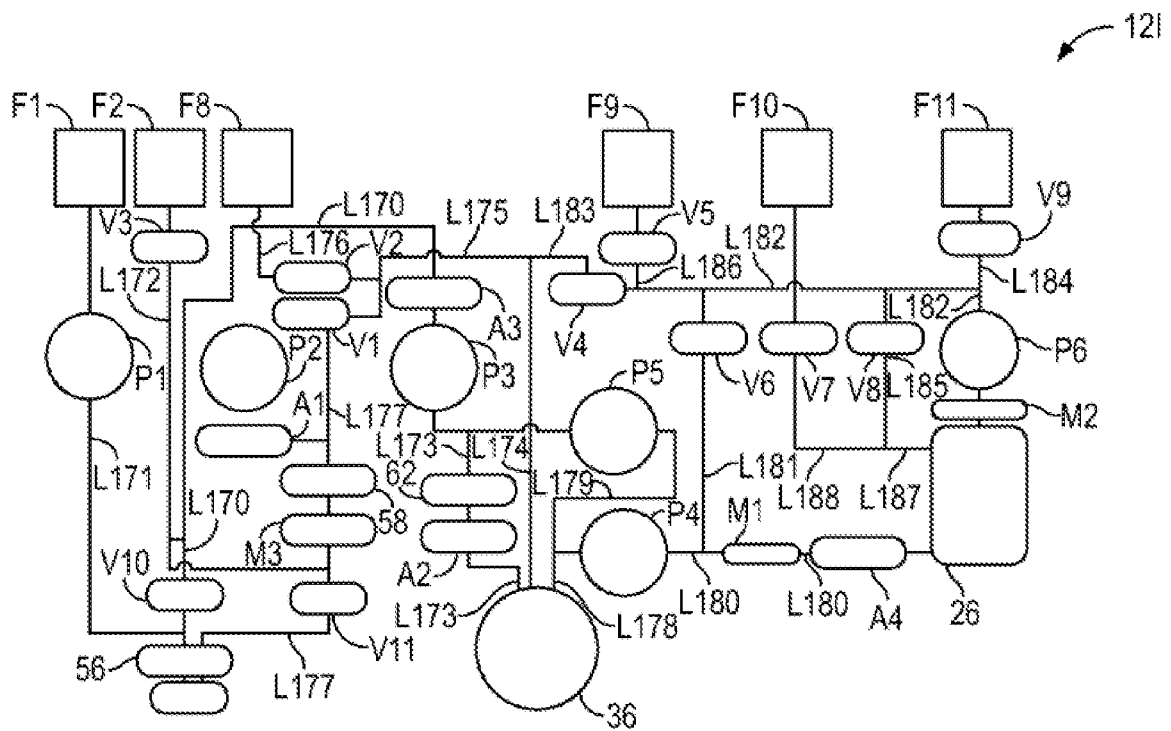 12I
F1 F2 F8 F9 F10 F11
V3 L170 L175 L183 V5 V9
L176 V2 L182
L172 L186 L184
L182
V1 A3 V4
P1 P2 P3 P5 V6 V7 V8 L185 P6
A1 L177 M2
L173 L174
L171 62 L179 L181 L188 L187
L170 58 P4 M1
V10 M3 A2
L173 L178 L180 L180 A4 26
56 V11
L177
36